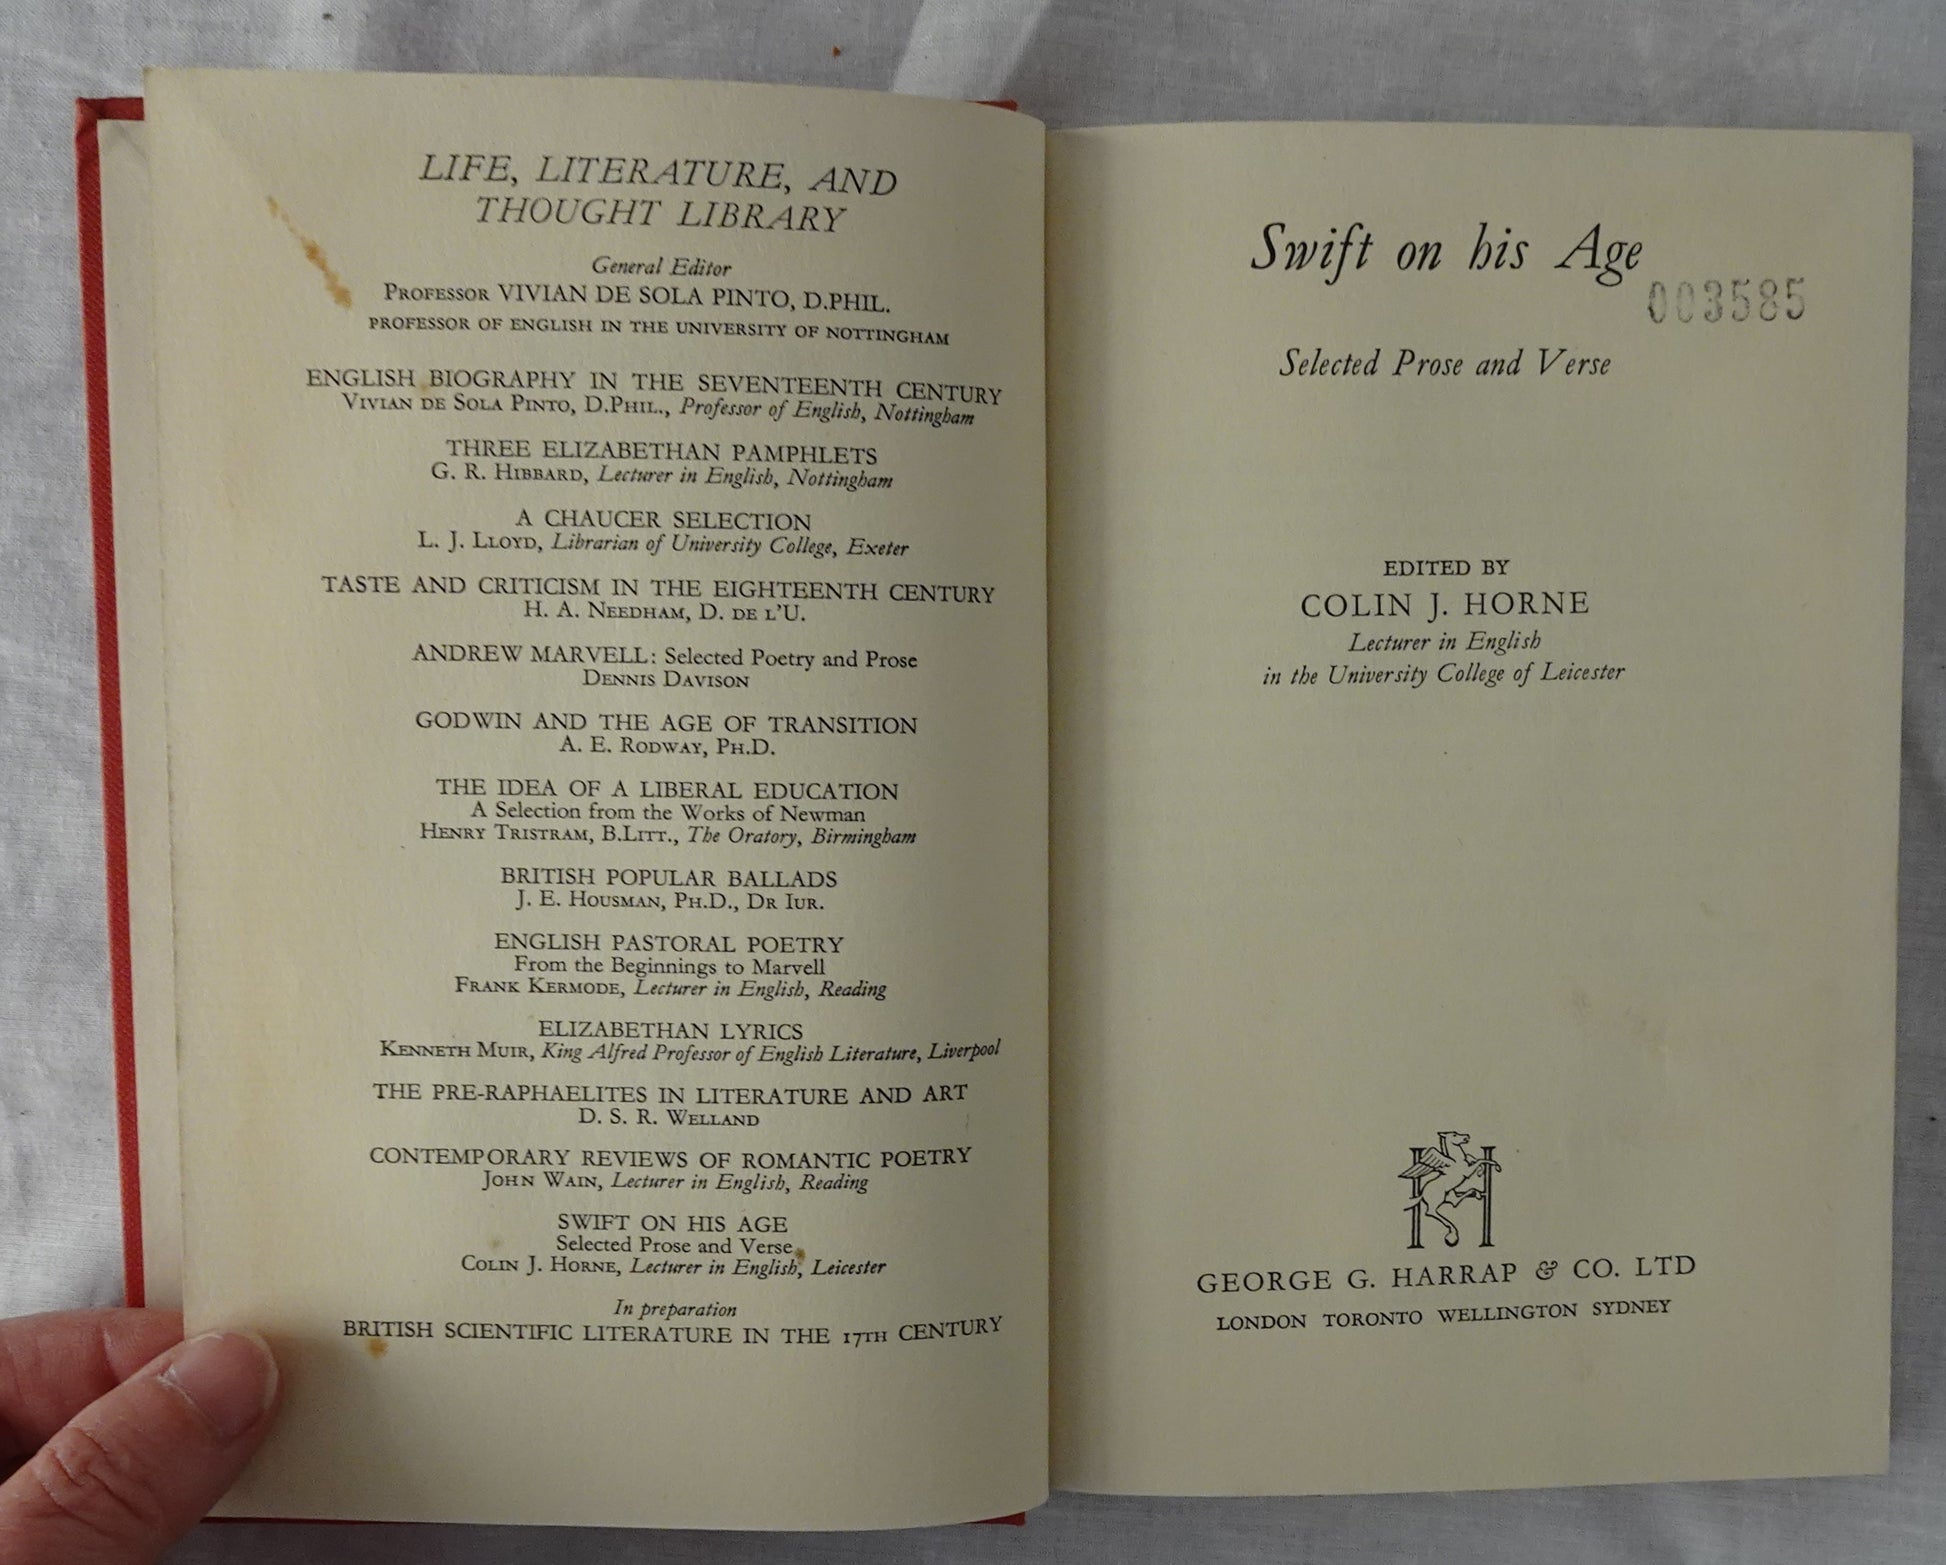 LIFE, LITERATURE, AND
THOUGHT LIBRARY
General Editor
PROFESSOR VIVIAN DE SOLA PINTO, D.PHIL.
PROFESSOR OF ENGLISH IN THE UNIVERSITY OF NOTTINGHAM
ENGLISH BIOGRAPHY IN THE SEVENTEENTH CENTURY
VIVIAN DE SOLA PINTO, D.PHIL., Professor of English, Nottingham
THREE ELIZABETHAN PAMPHLETS
G. R. HIBBARD, Lecturer in English, Nottingham
A CHAUCER SELECTION
L. J. LLOYD, Librarian of University College, Exeter
TASTE AND CRITICISM IN THE EIGHTEENTH CENTURY
H. A. NEEDHAM, D. DE L'U.
ANDREW MARVELL: Selected Poetry and Prose
DENNIS DAVISON
GODWIN AND THE AGE OF TRANSITION
A. E. RODWAY, PH.D.
THE IDEA OF A LIBERAL EDUCATION
A Selection from the Works of Newman
HENRY TRISTRAM, B.LITT., The Oratory, Birmingham
BRITISH POPULAR BALLADS
J. E. HOUSMAN, PH.D., DR IUR.
ENGLISH PASTORAL POETRY
From the Beginnings to Marvell
FRANK KERMODE, Lecturer in English, Reading
ELIZABETHAN LYRICS
KENNETH MUIR, King Alfred Professor of English Literature, Liverpool
THE PRE-RAPHAELITES IN LITERATURE AND ART
D. S. R. WELLAND
CONTEMPORARY REVIEWS OF ROMANTIC POETRY
JOHN WAIN, Lecturer in English, Reading
SWIFT ON HIS AGE
Selected Prose and Verse
COLIN J. HORNE, Lecturer in English, Leicester
In preparation
BRITISH SCIENTIFIC LITERATURE IN THE 17TH CENTURY
Swift on his Age
003585
Selected Prose and Verse
EDITED BY
COLIN J. HORNE
Lecturer in English
in the University College of Leicester
H
GEORGE G. HARRAP & CO. LTD
LONDON TORONTO WELLINGTON SYDNEY